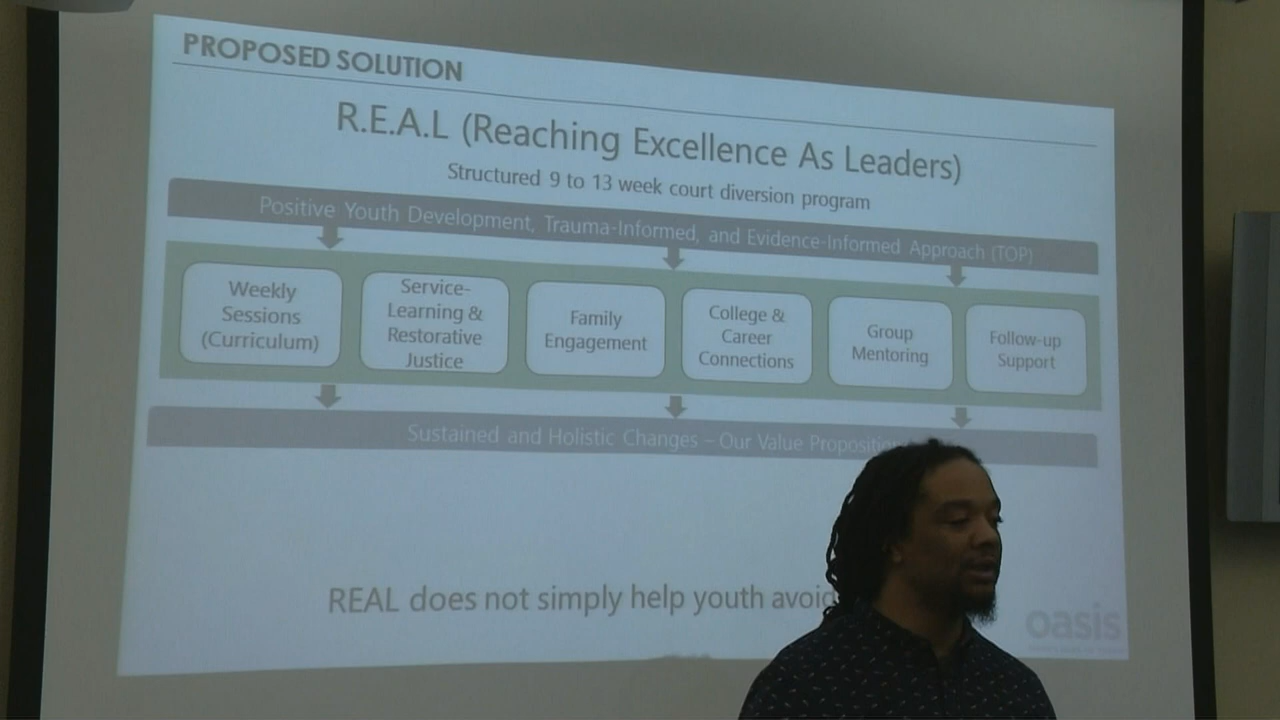 PROPOSED SOLUTION
R.E.A.L (Reaching Excellence As Leaders)
Structured 9 to 13 week court diversion program
Positive Youth Development, Trauma-Informed, and Evidence-Informed Approach (TOP)
Weekly
Sessions
(Curriculum)
Service-
Learning &
Restorative
Justice
Family
Engagement
College &
Career
Connections
Group
Mentoring
Follow-up
Support
Sustained and Holistic Changes – Our Value Proposition
REAL does not simply help youth avoid
oasis